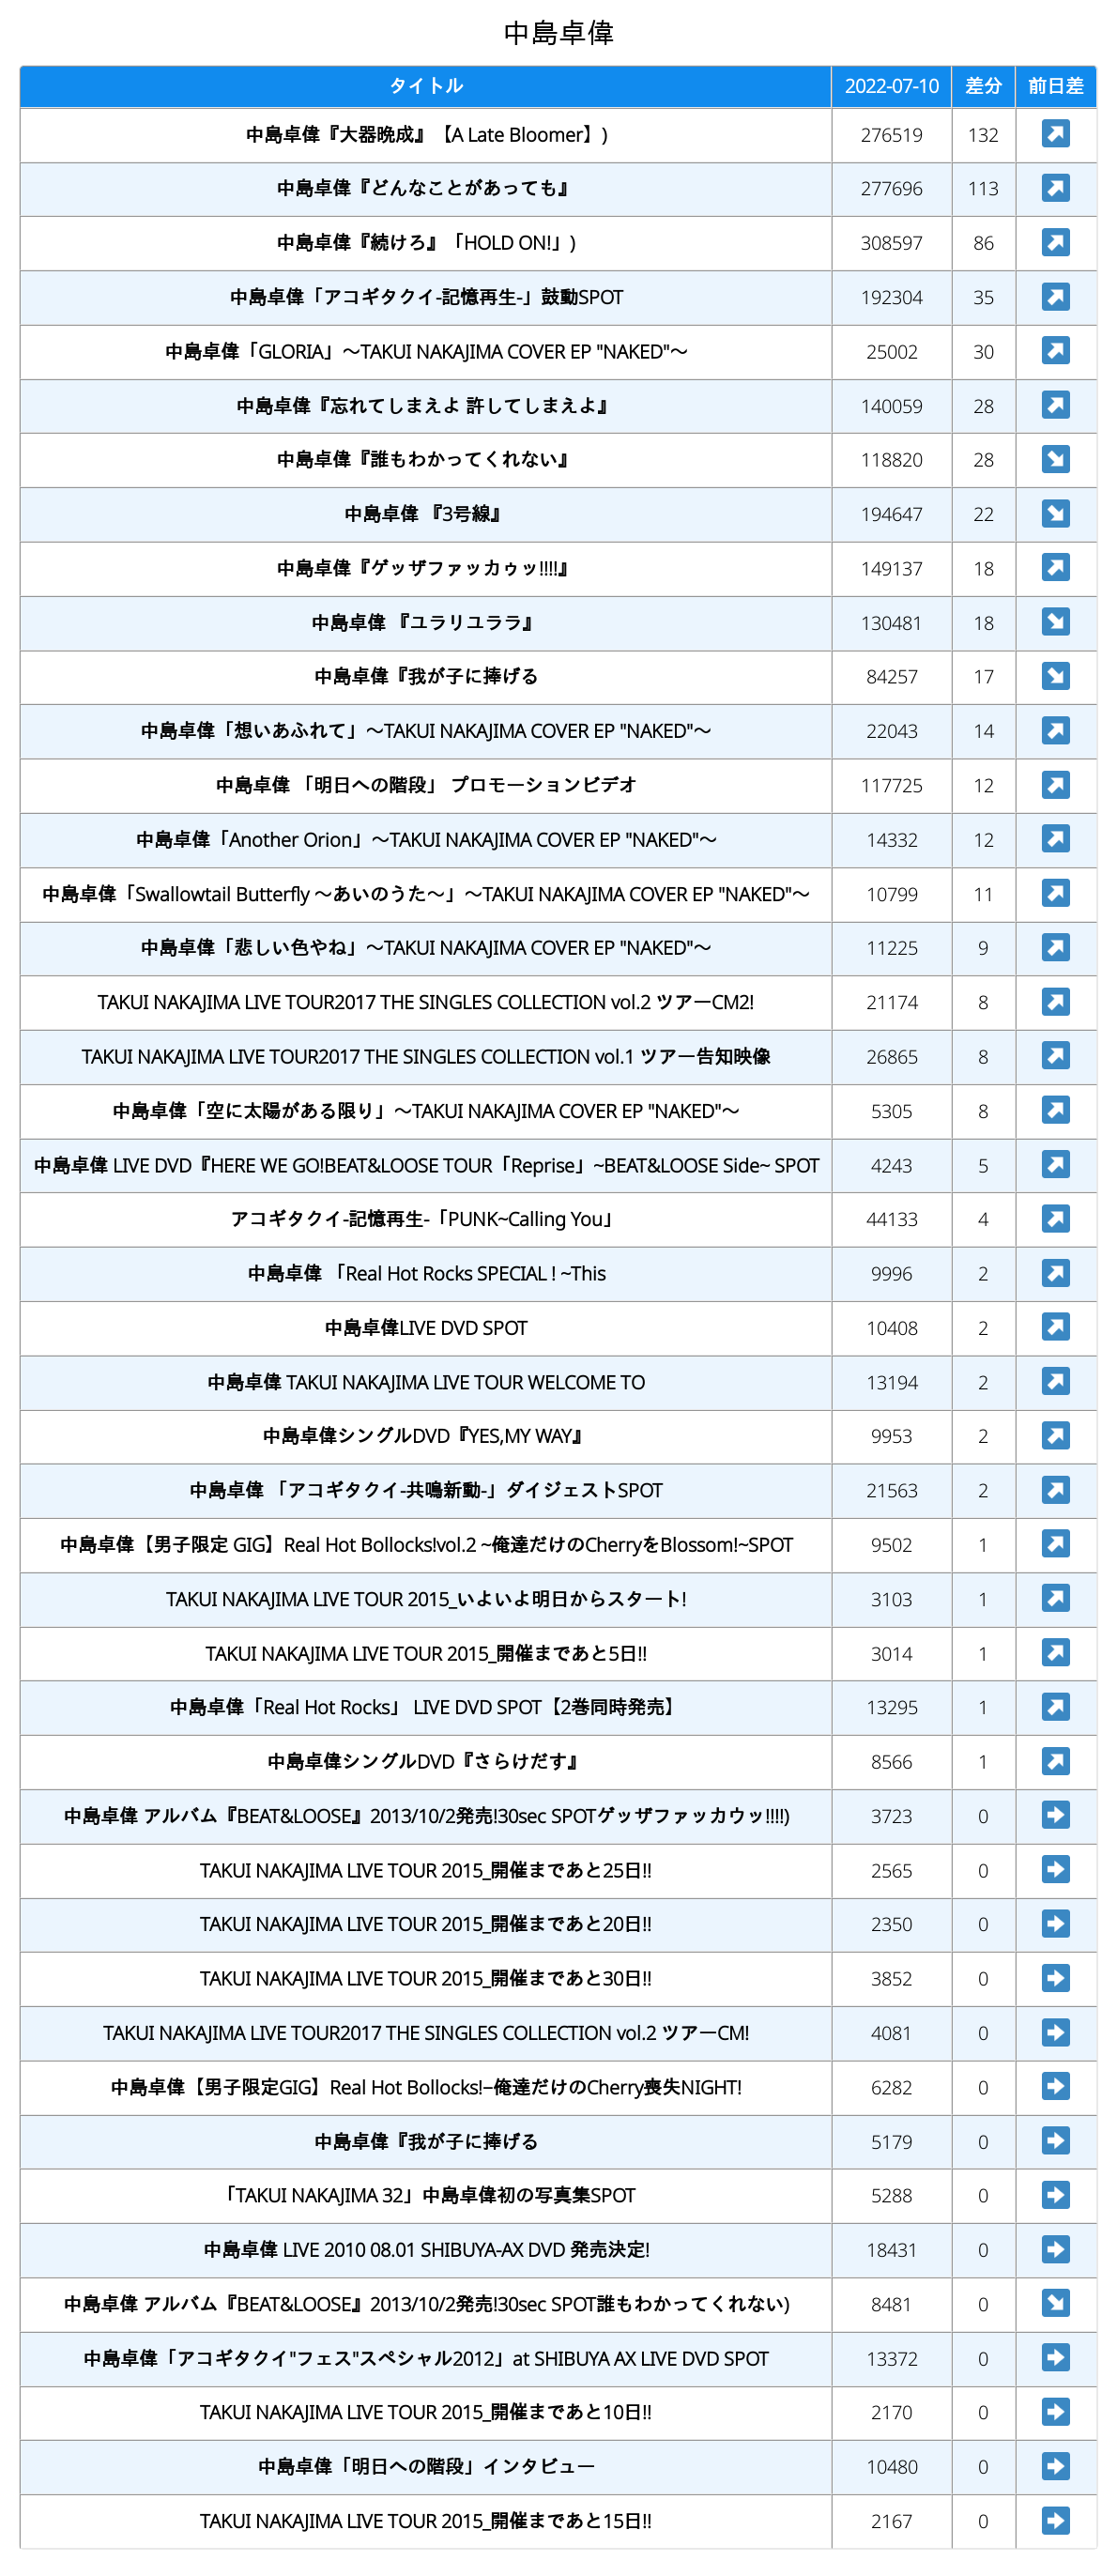 中島卓偉
タイトル 2022-07-10 差分 前日差
中島卓偉『大器晩成』【A Late Bloomer】) 276519 132 ↗
中島卓偉『どんなことがあっても』 277696 113 ↗
中島卓偉『続けろ』「HOLD ON!」) 308597 86 ↗
中島卓偉「アコギタクイ-記憶再生-」鼓動SPOT 192304 35 ↗
中島卓偉「GLORIA」～TAKUI NAKAJIMA COVER EP "NAKED"～ 25002 30 ↗
中島卓偉『忘れてしまえよ 許してしまえよ』 140059 28 ↗
中島卓偉『誰もわかってくれない』 118820 28 ↘
中島卓偉 『3号線』 194647 22 ↘
中島卓偉『ゲッザファッカゥッ!!!!』 149137 18 ↗
中島卓偉 『ユラリユララ』 130481 18 ↘
中島卓偉『我が子に捧げる 84257 17 ↘
中島卓偉「想いあふれて」～TAKUI NAKAJIMA COVER EP "NAKED"～ 22043 14 ↗
中島卓偉 「明日への階段」 プロモーションビデオ 117725 12 ↗
中島卓偉「Another Orion」～TAKUI NAKAJIMA COVER EP "NAKED"～ 14332 12 ↗
中島卓偉「Swallowtail Butterfly ～あいのうた～」～TAKUI NAKAJIMA COVER EP "NAKED"～ 10799 11 ↗
中島卓偉「悲しい色やね」～TAKUI NAKAJIMA COVER EP "NAKED"～ 11225 9 ↗
TAKUI NAKAJIMA LIVE TOUR2017 THE SINGLES COLLECTION vol.2 ツアーCM2! 21174 8 ↗
TAKUI NAKAJIMA LIVE TOUR2017 THE SINGLES COLLECTION vol.1 ツアー告知映像 26865 8 ↗
中島卓偉「空に太陽がある限り」～TAKUI NAKAJIMA COVER EP "NAKED"～ 5305 8 ↗
中島卓偉 LIVE DVD『HERE WE GO!BEAT&LOOSE TOUR「Reprise」~BEAT&LOOSE Side~ SPOT 4243 5 ↗
アコギタクイ-記憶再生-「PUNK~Calling You」 44133 4 ↗
中島卓偉 「Real Hot Rocks SPECIAL ! ~This 9996 2 ↗
中島卓偉LIVE DVD SPOT 10408 2 ↗
中島卓偉 TAKUI NAKAJIMA LIVE TOUR WELCOME TO 13194 2 ↗
中島卓偉シングルDVD『YES,MY WAY』 9953 2 ↗
中島卓偉 「アコギタクイ-共鳴新動-」ダイジェストSPOT 21563 2 ↗
中島卓偉【男子限定 GIG】Real Hot Bollocks!vol.2 ~俺達だけのCherryをBlossom!~SPOT 9502 1 ↗
TAKUI NAKAJIMA LIVE TOUR 2015_いよいよ明日からスタート! 3103 1 ↗
TAKUI NAKAJIMA LIVE TOUR 2015_開催まであと5日!! 3014 1 ↗
中島卓偉「Real Hot Rocks」 LIVE DVD SPOT【2巻同時発売】 13295 1 ↗
中島卓偉シングルDVD『さらけだす』 8566 1 ↗
中島卓偉 アルバム『BEAT&LOOSE』2013/10/2発売!30sec SPOTゲッザファッカウッ!!!!) 3723 0 ➡
TAKUI NAKAJIMA LIVE TOUR 2015_開催まであと25日!! 2565 0 ➡
TAKUI NAKAJIMA LIVE TOUR 2015_開催まであと20日!! 2350 0 ➡
TAKUI NAKAJIMA LIVE TOUR 2015_開催まであと30日!! 3852 0 ➡
TAKUI NAKAJIMA LIVE TOUR2017 THE SINGLES COLLECTION vol.2 ツアーCM! 4081 0 ➡
中島卓偉【男子限定GIG】Real Hot Bollocks!−俺達だけのCherry喪失NIGHT! 6282 0 ➡
中島卓偉『我が子に捧げる 5179 0 ➡
「TAKUI NAKAJIMA 32」中島卓偉初の写真集SPOT 5288 0 ➡
中島卓偉 LIVE 2010 08.01 SHIBUYA-AX DVD 発売決定! 18431 0 ➡
中島卓偉 アルバム『BEAT&LOOSE』2013/10/2発売!30sec SPOT誰もわかってくれない) 8481 0 ↘
中島卓偉「アコギタクイ"フェス"スペシャル2012」at SHIBUYA AX LIVE DVD SPOT 13372 0 ➡
TAKUI NAKAJIMA LIVE TOUR 2015_開催まであと10日!! 2170 0 ➡
中島卓偉「明日への階段」インタビュー 10480 0 ➡
TAKUI NAKAJIMA LIVE TOUR 2015_開催まであと15日!! 2167 0 ➡